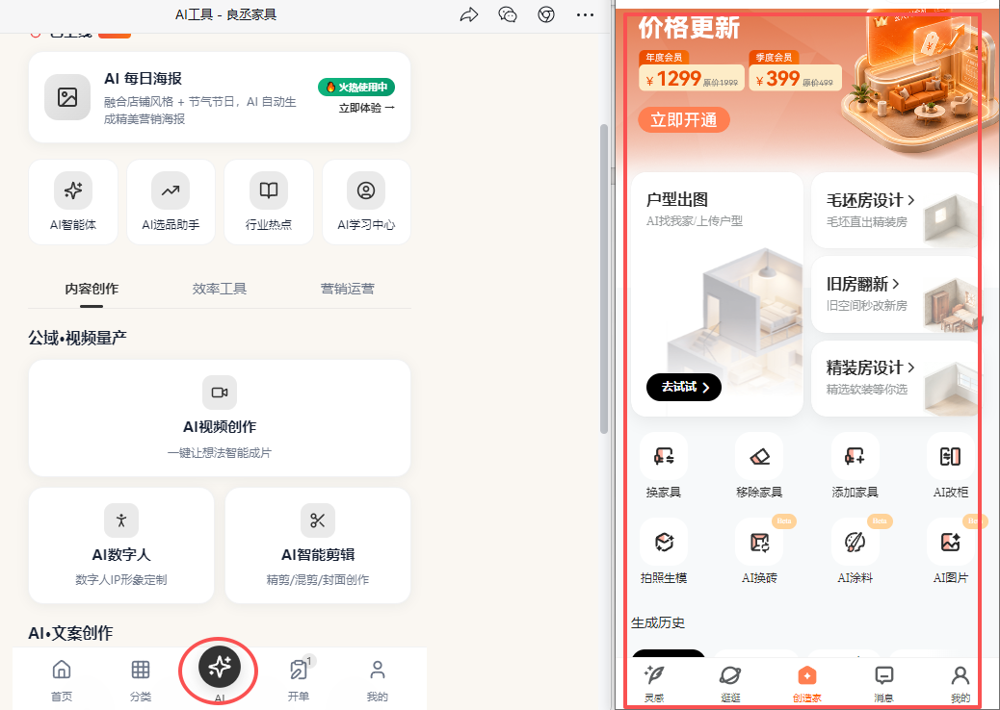 AI工具 - 良丞家具
已上线
AI 每日海报
融合店铺风格 + 节气节日，AI 自动生
成精美营销海报
火热使用中
立即体验 →
AI智能体
AI选品助手
行业热点
AI学习中心
内容创作
效率工具
营销运营
公域•视频量产
AI视频创作
一键让想法智能成片
AI数字人
数字人IP形象定制
AI智能剪辑
精剪/混剪/封面创作
AI•文案创作
首页
分类
AI
开单
1
我的
价格更新
年度会员
¥1299 原价1999
季度会员
¥399 原价499
立即开通
户型出图
AI找我家/上传户型
去试试
毛坯房设计
毛坯直出精装房
旧房翻新
旧空间秒改新房
精装房设计
精选软装等你选
换家具
移除家具
添加家具
AI改柜
拍照生模
Beta
AI换砖
Beta
AI涂料
Beta
AI图片
生成历史
灵感
逛逛
创造家
消息
我的